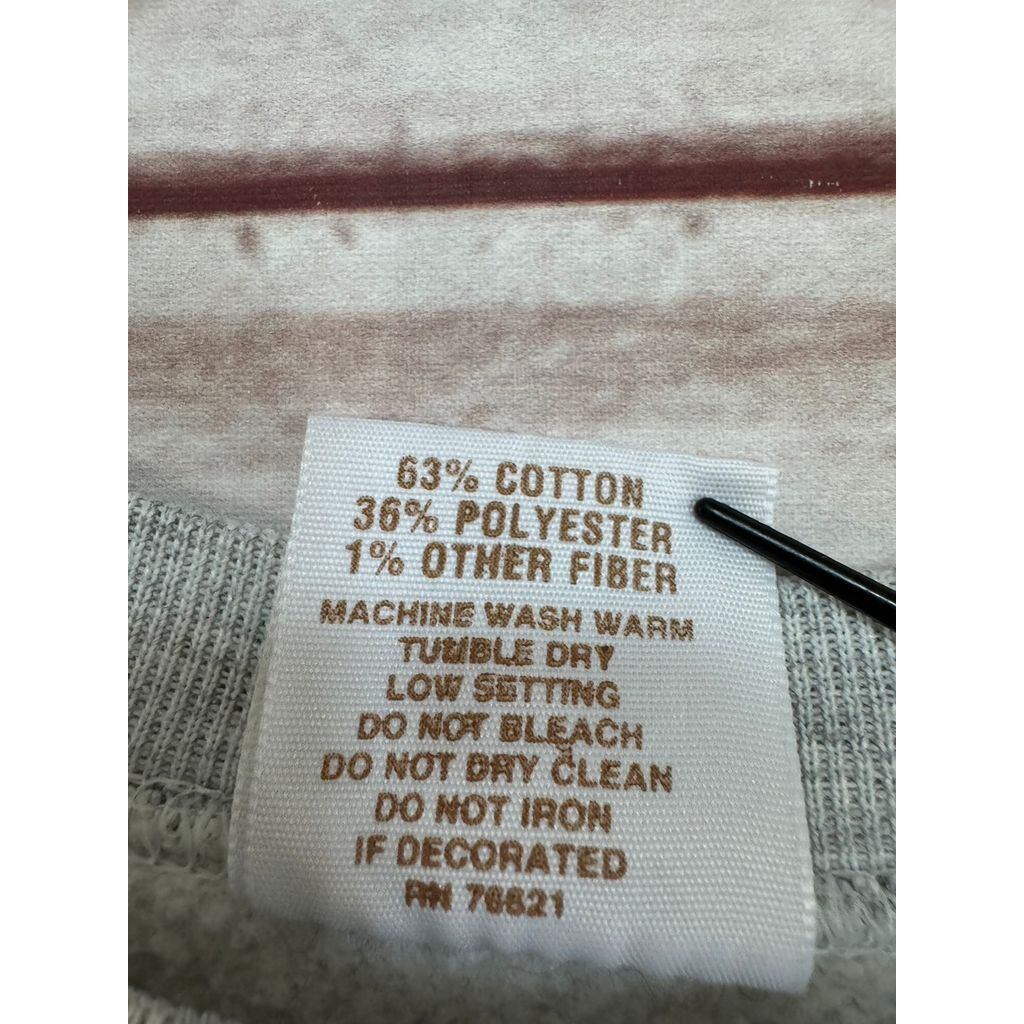 63% COTTON
36% POLYESTER
1% OTHER FIBER
MACHINE WASH WARM
TUMBLE DRY
LOW SETTING
DO NOT BLEACH
DO NOT DRY CLEAN
DO NOT IRON
IF DECORATED
RN 76621